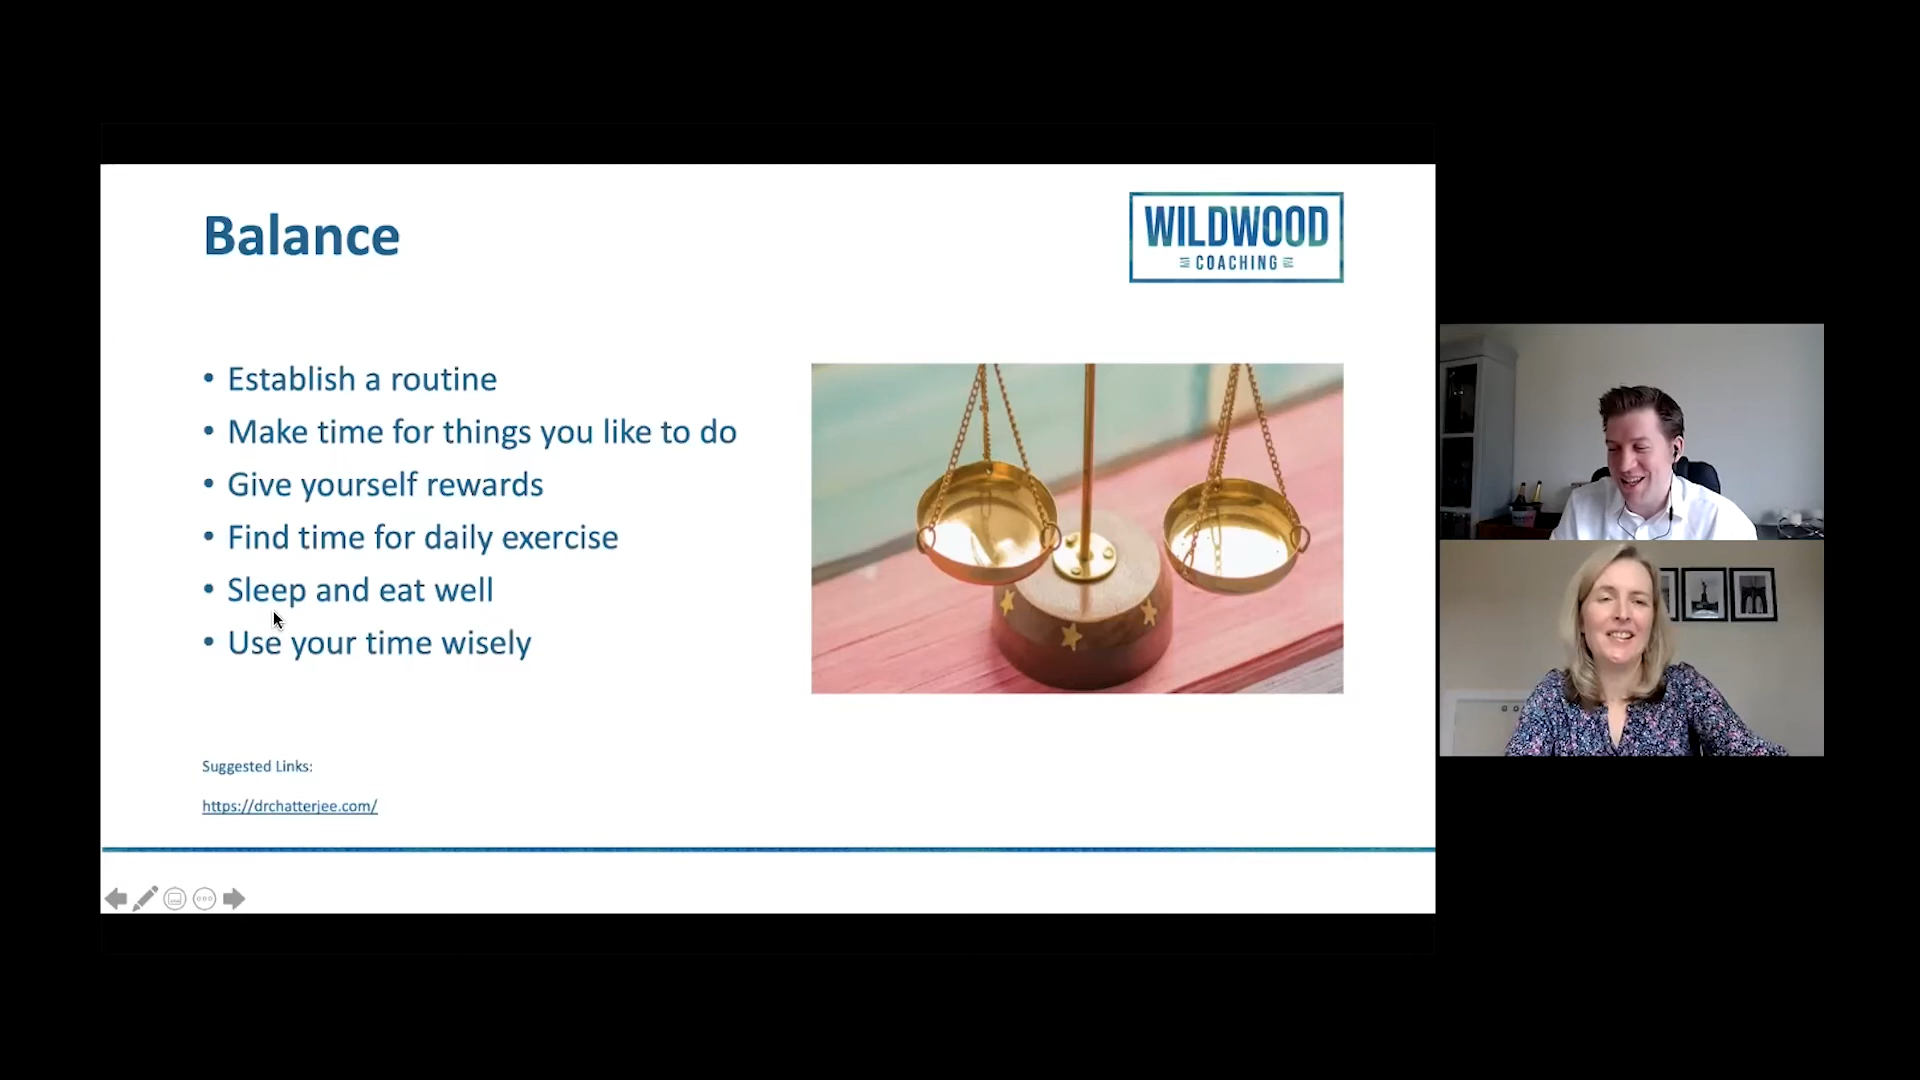 Balance
WILDWOOD
COACHING
• Establish a routine
• Make time for things you like to do
• Give yourself rewards
• Find time for daily exercise
• Sleep and eat well
• Use your time wisely
Suggested Links:
https://drchatterjee.com/